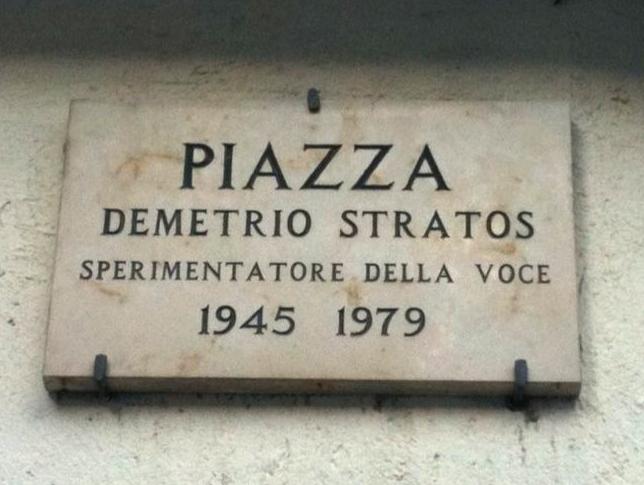 PIAZZA
DEMETRIO STRATOS
SPERIMENTATORE DELLA VOCE
1945 1979